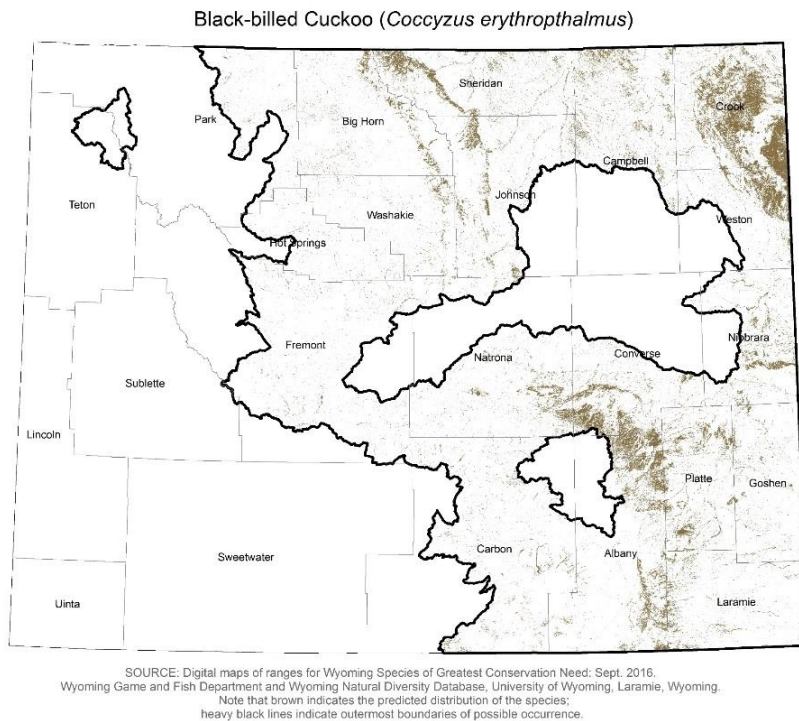 Black-billed Cuckoo (Coccyzus erythropthalmus)
Sheridan
Crook
Park
Big Horn
Campbell
Johnson
Teton
Washakie
Weston
Hot Springs
Fremont
Natrona
Converse
Niobrara
Sublette
Lincoln
Platte
Goshen
Carbon
Albany
Sweetwater
Uinta
Laramie
SOURCE: Digital maps of ranges for Wyoming Species of Greatest Conservation Need: Sept. 2016.
Wyoming Game and Fish Department and Wyoming Natural Diversity Database, University of Wyoming, Laramie, Wyoming.
Note that brown indicates the predicted distribution of the species;
heavy black lines indicate outermost boundaries of possible occurrence.